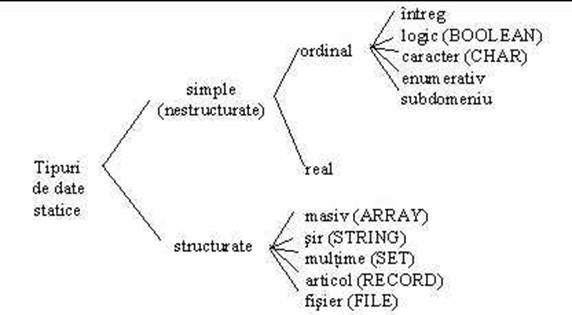 Tipuri
de date
statice
simple
(nestructurate)
ordinal
întreg
logic (BOOLEAN)
caracter (CHAR)
enumerativ
subdomeniu
real
structurate
masiv (ARRAY)
şir (STRING)
mulţime (SET)
articol (RECORD)
fişier (FILE)